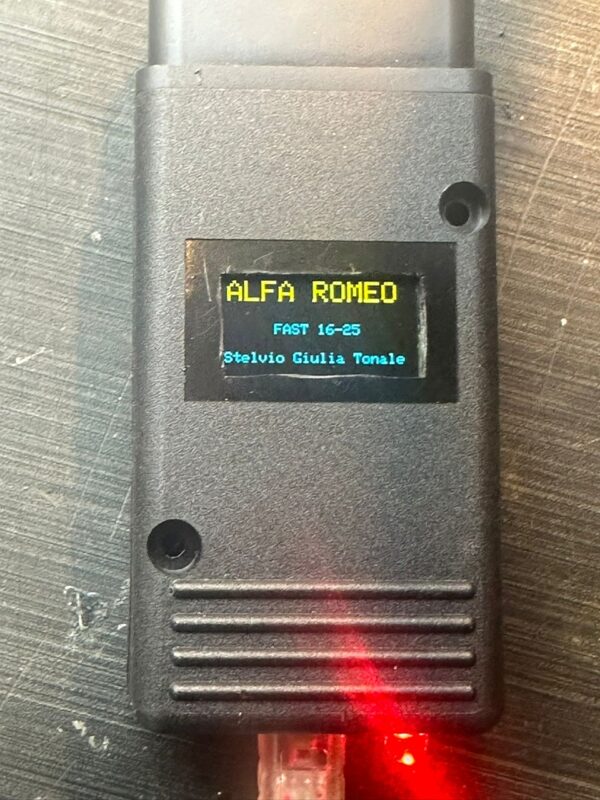 ALFA ROMEO
FAST 16-25
Stelvio Giulia Tonale